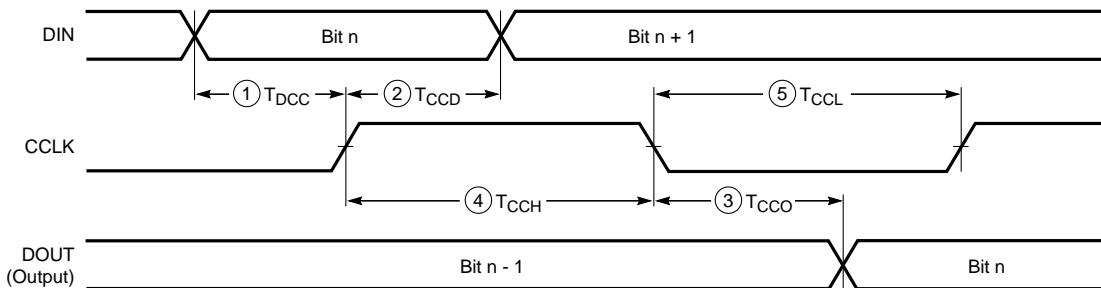 DIN
Bit n
Bit n + 1
1 TDCC
2 TCCD
5 TCCL
CCLK
4 TCCH
3 TCCO
DOUT
(Output)
Bit n - 1
Bit n